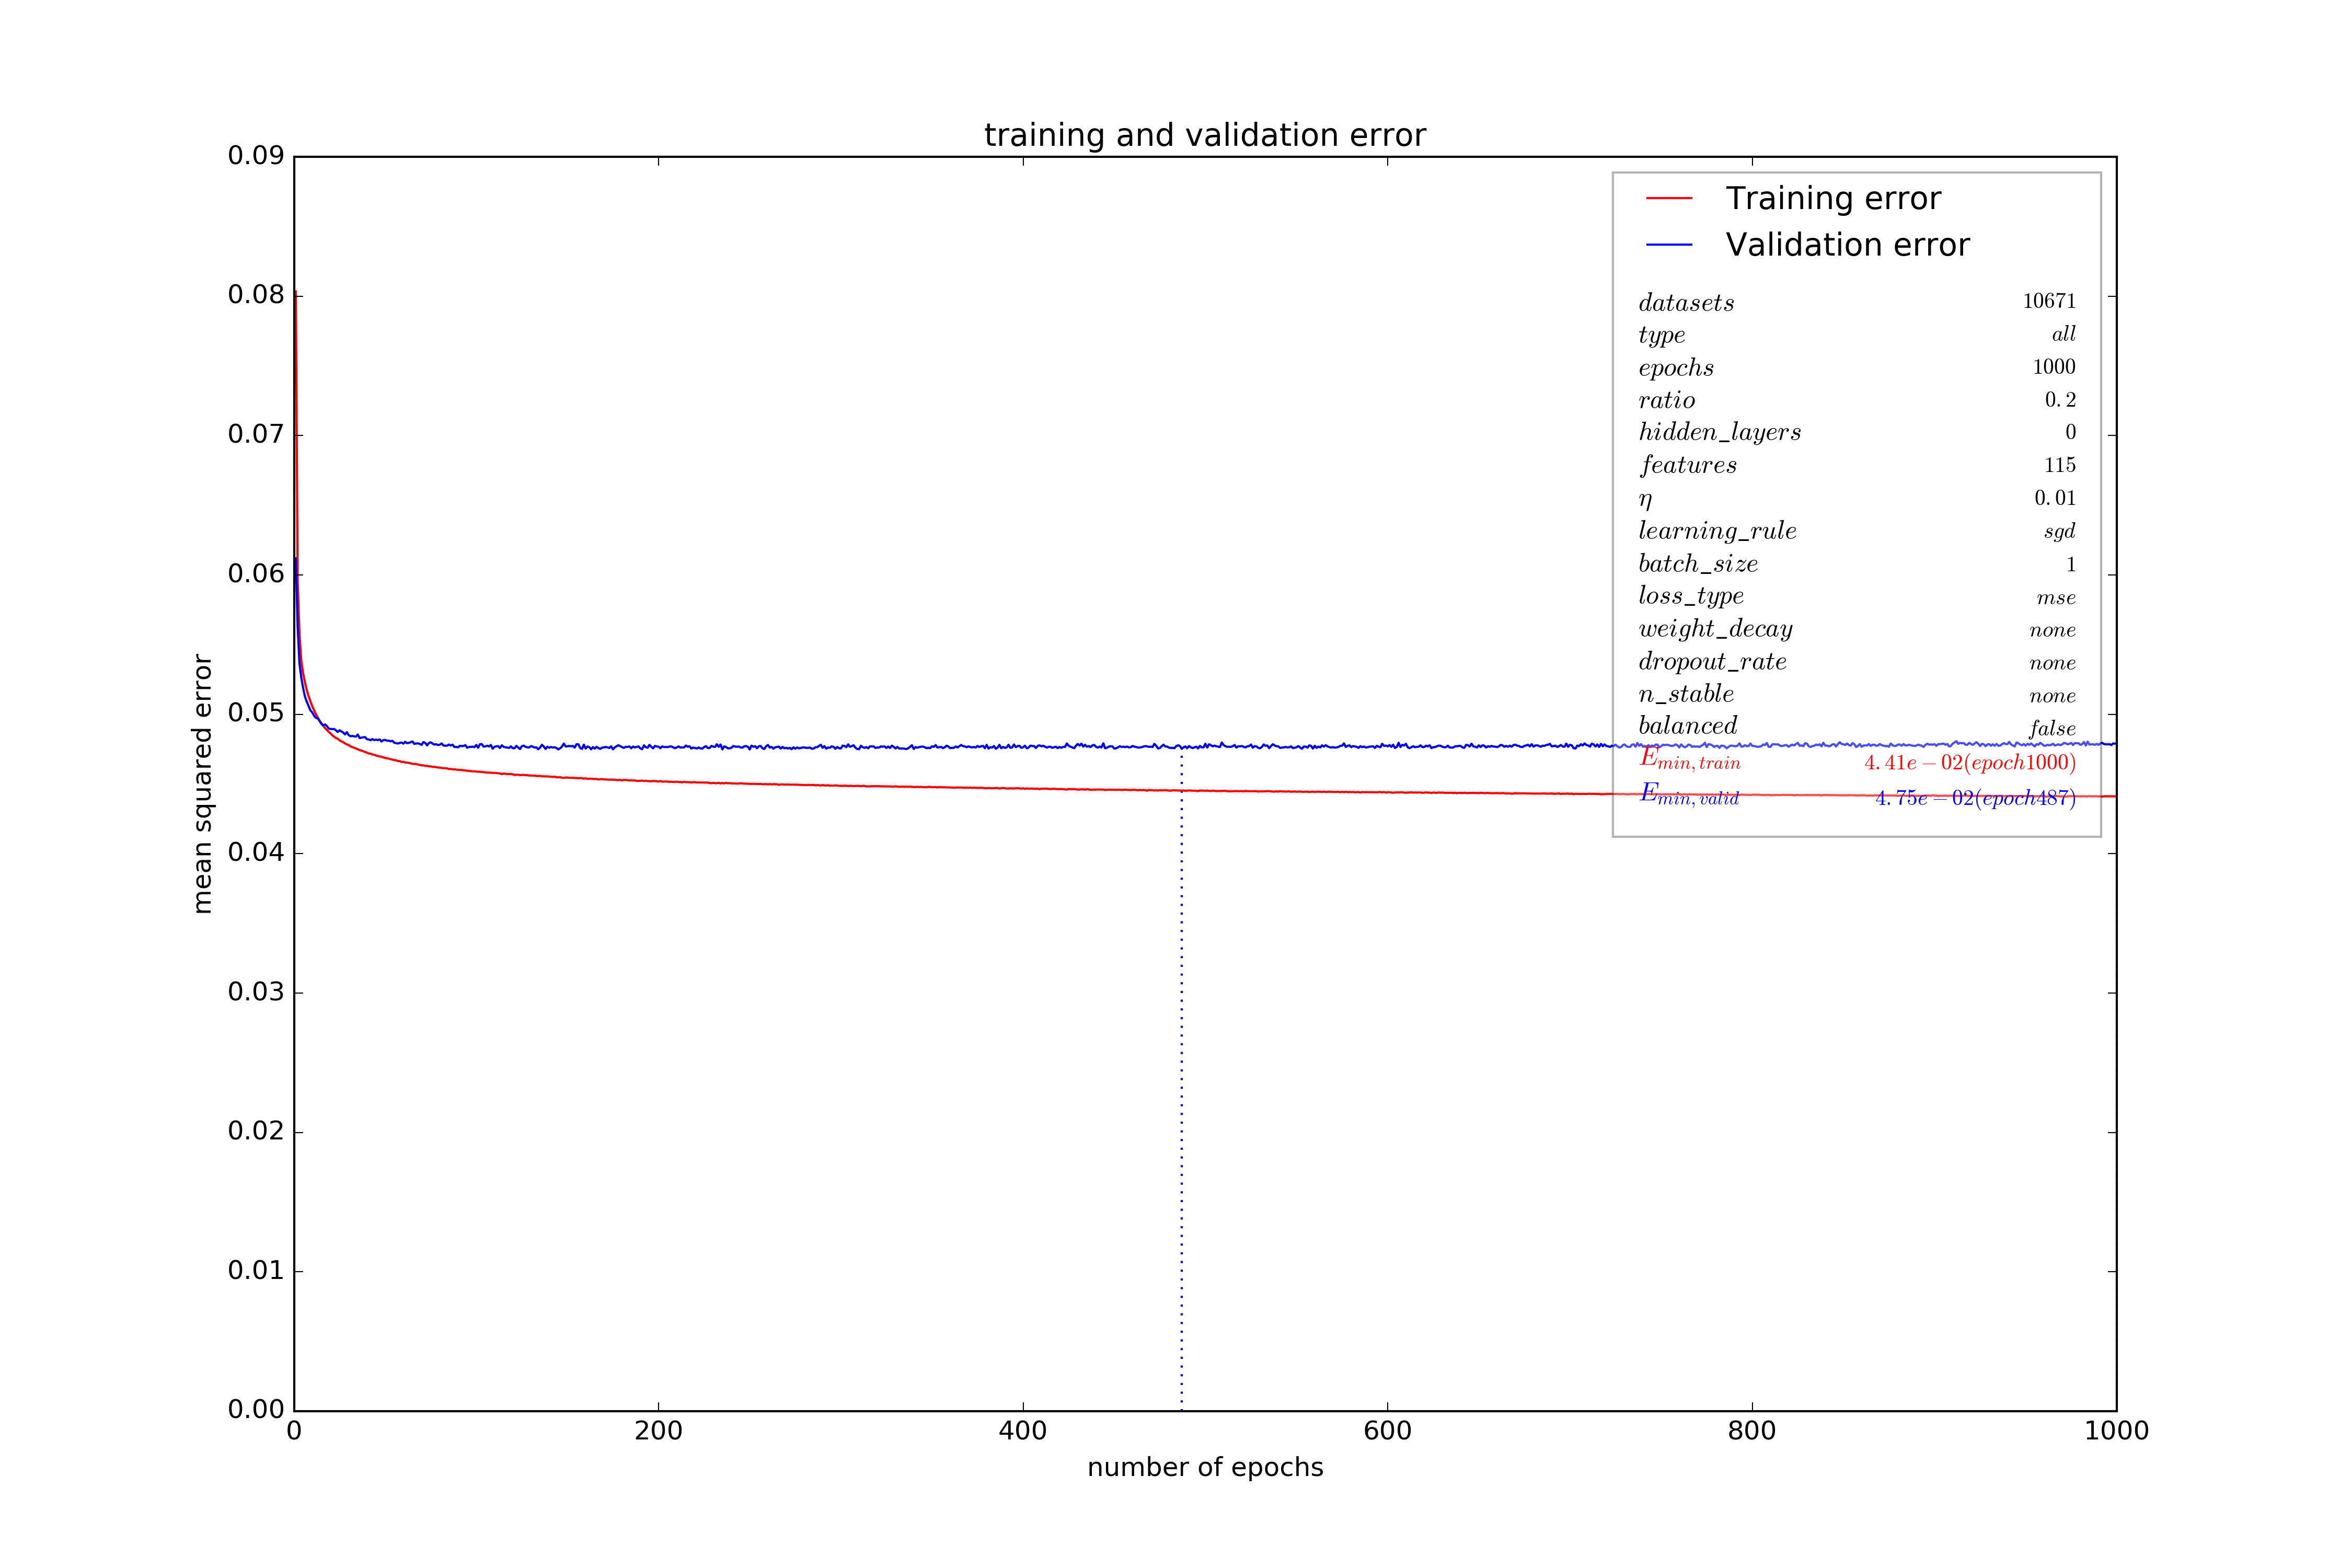 training and validation error
0.09
0.08
0.07
0.06
0.05
0.04
0.03
0.02
0.01
0.00
mean squared error
Training error
Validation error
datasets 10671
type all
epochs 1000
ratio 0.2
hidden_layers 0
features 115
η 0.01
learning_rule sgd
batch_size 1
loss_type mse
weight_decay none
dropout_rate none
n_stable none
balanced false
E_{min,train} 4.41e−02(epoch1000)
E_{min,valid} 4.75e−02(epoch487)
0 200 400 600 800 1000
number of epochs